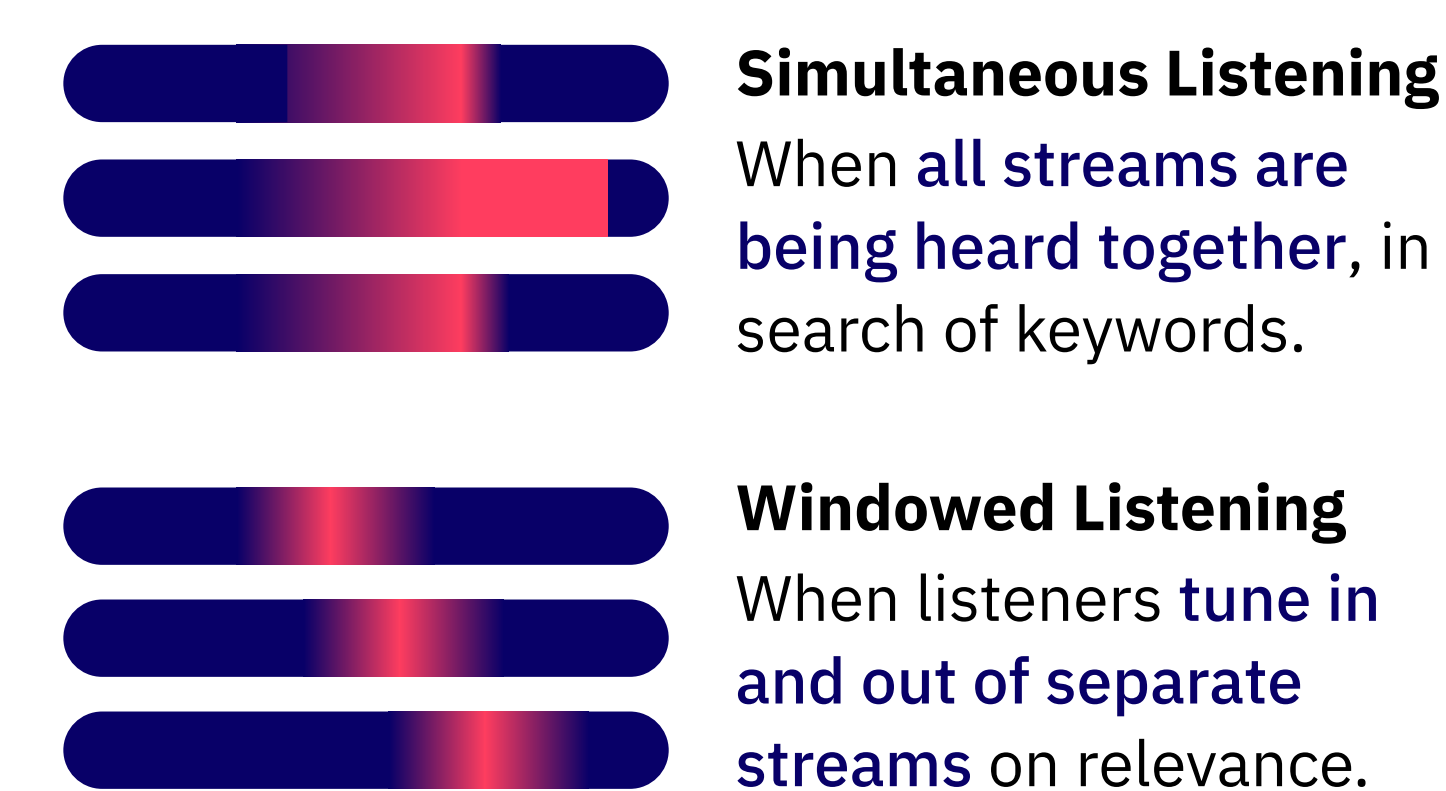 Simultaneous Listening
When all streams are
being heard together, in
search of keywords.
Windowed Listening
When listeners tune in
and out of separate
streams on relevance.